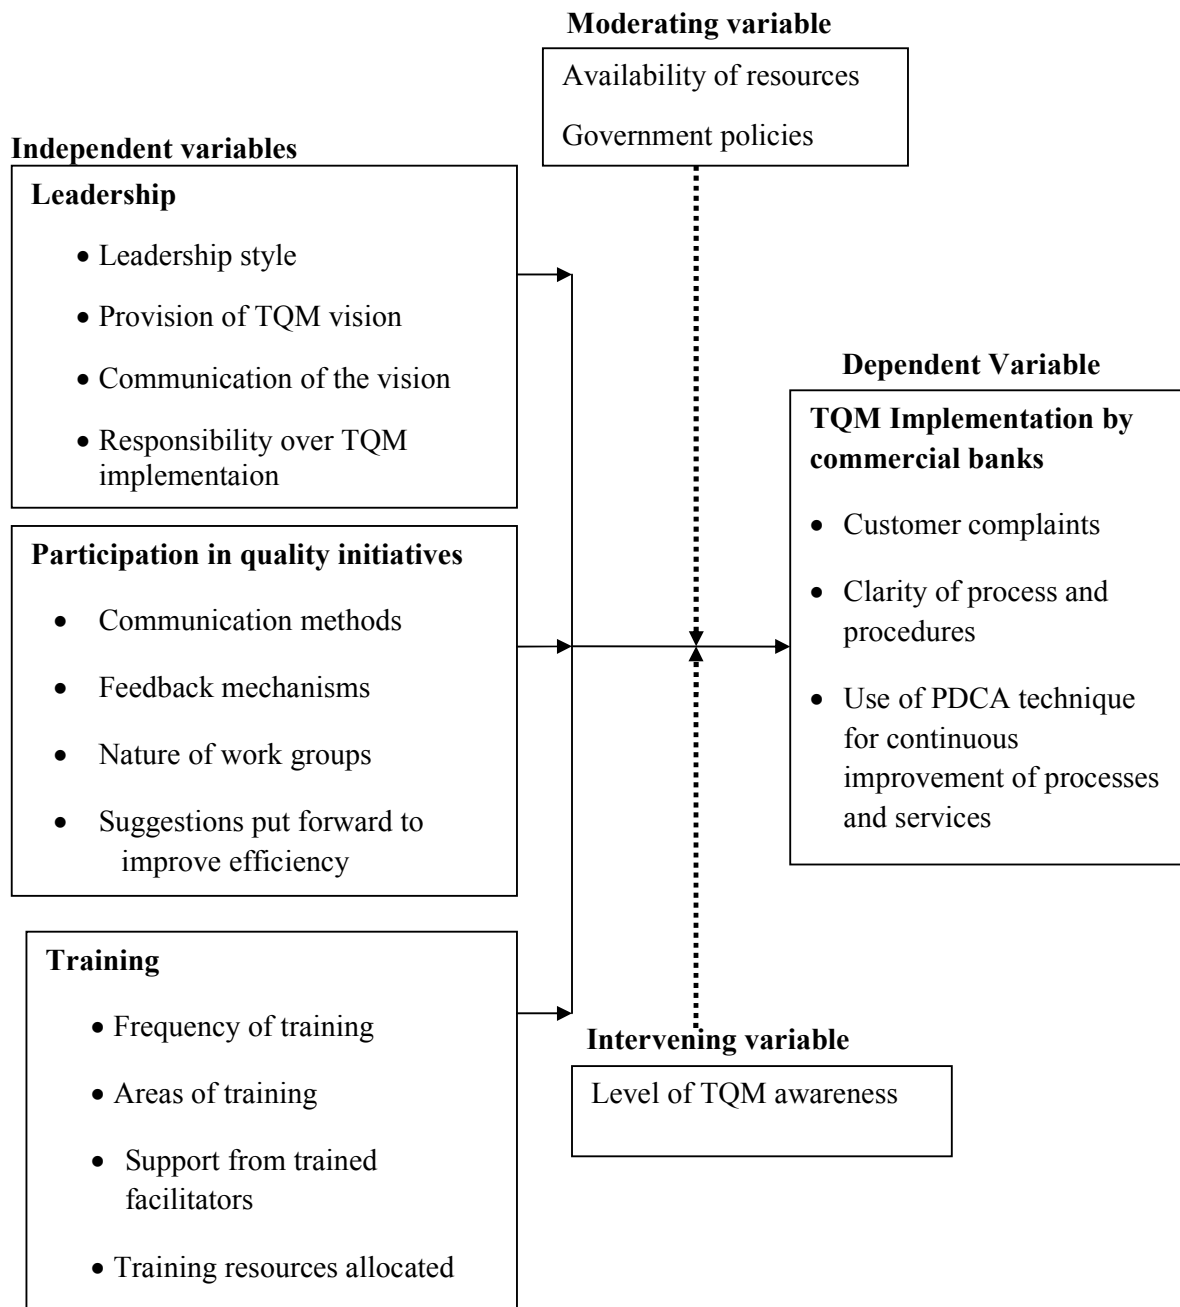 Moderating variable
Availability of resources
Government policies
Independent variables
Leadership
• Leadership style
• Provision of TQM vision
• Communication of the vision
• Responsibility over TQM
implementaion
Participation in quality initiatives
• Communication methods
• Feedback mechanisms
• Nature of work groups
• Suggestions put forward to
improve efficiency
Training
• Frequency of training
• Areas of training
• Support from trained
facilitators
• Training resources allocated
Dependent Variable
TQM Implementation by
commercial banks
• Customer complaints
• Clarity of process and
procedures
• Use of PDCA technique
for continuous
improvement of processes
and services
Intervening variable
Level of TQM awareness